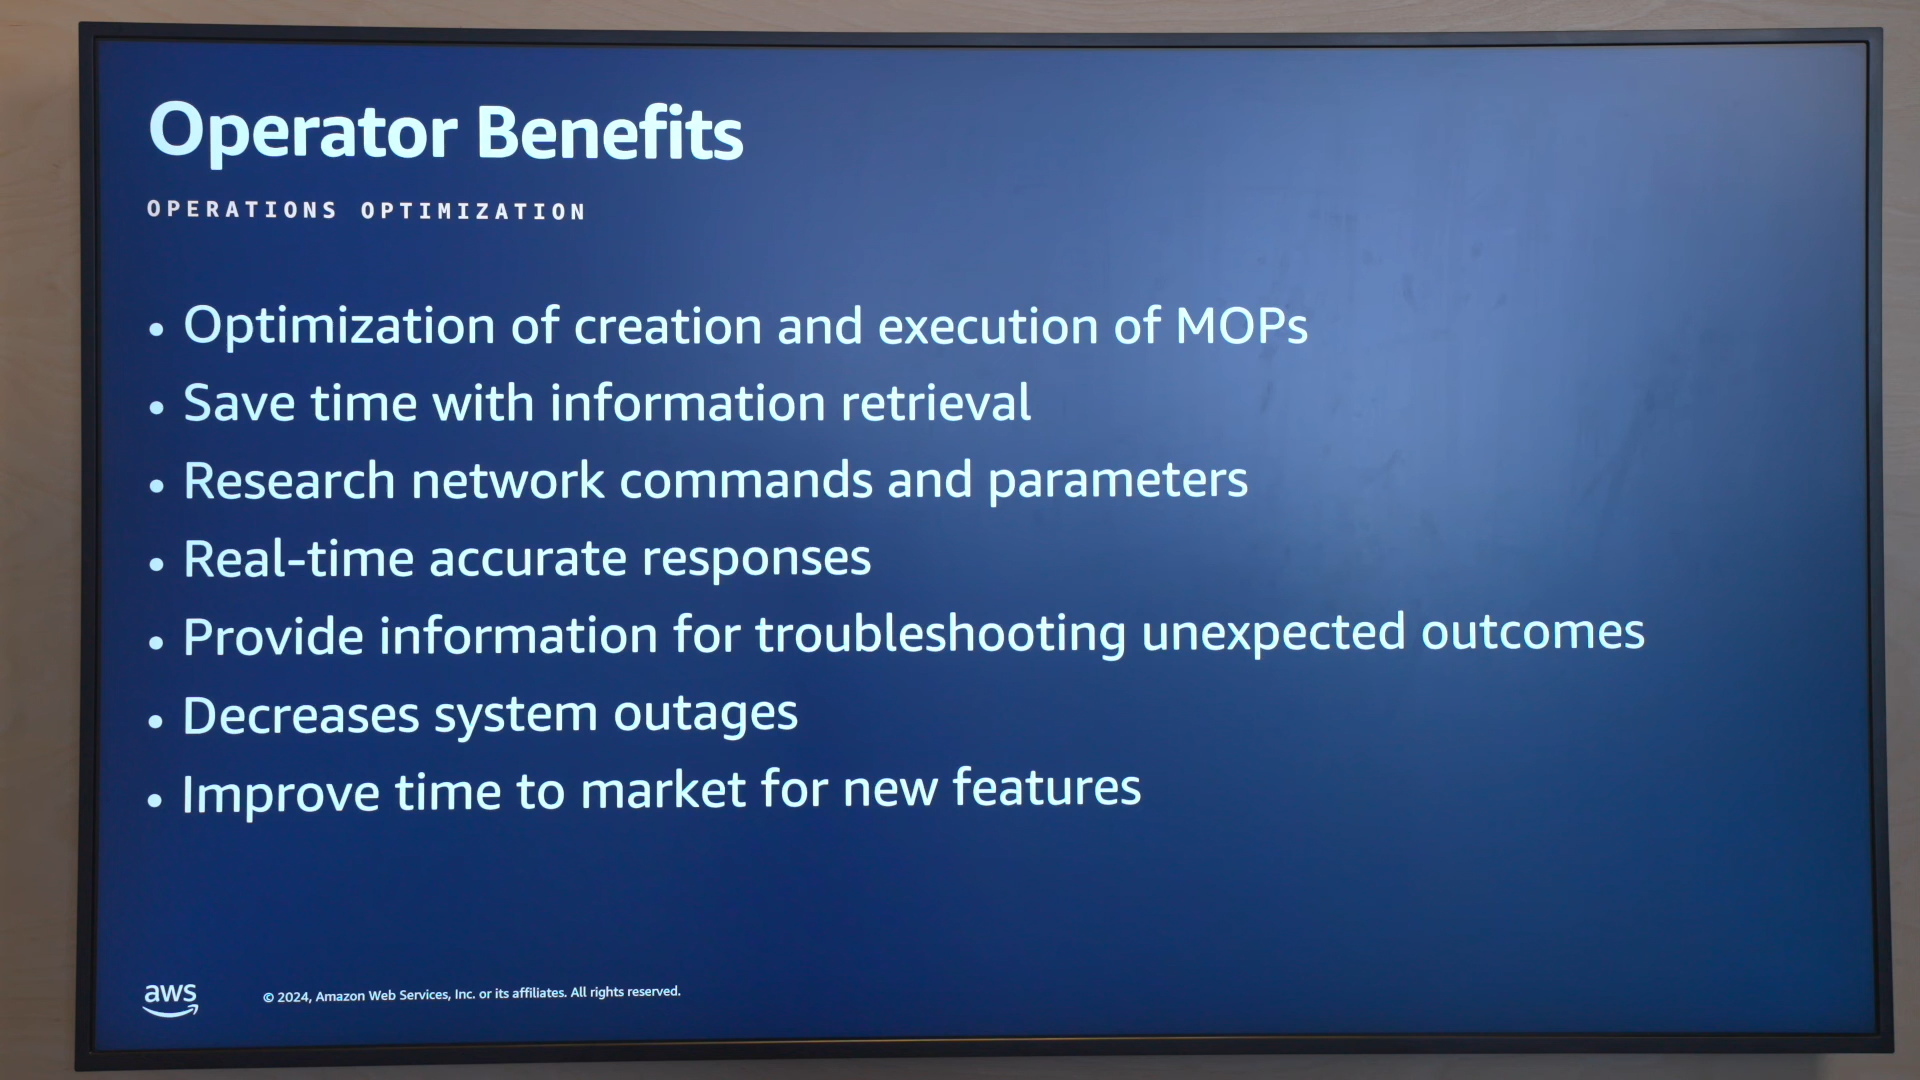 Operator Benefits
OPERATIONS OPTIMIZATION
• Optimization of creation and execution of MOPs
• Save time with information retrieval
• Research network commands and parameters
• Real-time accurate responses
• Provide information for troubleshooting unexpected outcomes
• Decreases system outages
• Improve time to market for new features
aws
© 2024, Amazon Web Services, Inc. or its affiliates. All rights reserved.